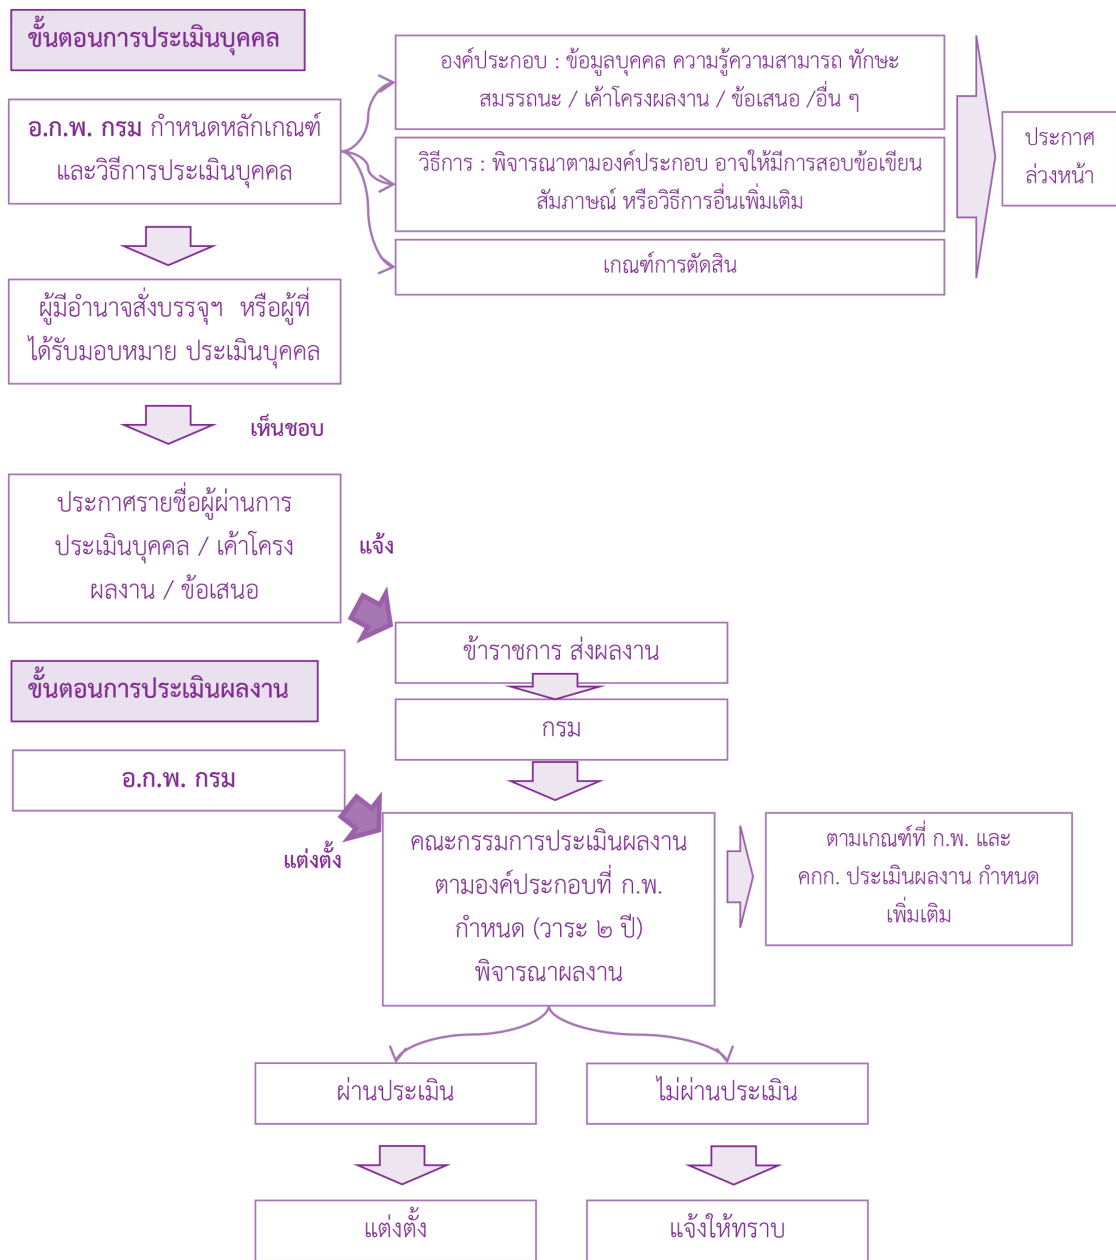 ขั้นตอนการประเมินบุคคล
อ.ก.พ. กรม กำหนดหลักเกณฑ์
และวิธีการประเมินบุคคล
องค์ประกอบ : ข้อมูลบุคคล ความรู้ความสามารถ ทักษะ
สมรรถนะ / เค้าโครงผลงาน / ข้อเสนอ /อื่น ๆ
วิธีการ : พิจารณาตามองค์ประกอบ อาจให้มีการสอบข้อเขียน
สัมภาษณ์ หรือวิธีการอื่นเพิ่มเติม
เกณฑ์การตัดสิน
ประกาศ
ล่วงหน้า
ผู้มีอำนาจสั่งบรรจุฯ หรือผู้ที่
ได้รับมอบหมาย ประเมินบุคคล
เห็นชอบ
ประกาศรายชื่อผู้ผ่านการ
ประเมินบุคคล / เค้าโครง
ผลงาน / ข้อเสนอ
แจ้ง
ข้าราชการ ส่งผลงาน
ขั้นตอนการประเมินผลงาน
กรม
อ.ก.พ. กรม
แต่งตั้ง
คณะกรรมการประเมินผลงาน
ตามองค์ประกอบที่ ก.พ.
กำหนด (วาระ ๒ ปี)
พิจารณาผลงาน
ตามเกณฑ์ที่ ก.พ. และ
คกก. ประเมินผลงาน กำหนด
เพิ่มเติม
ผ่านประเมิน
ไม่ผ่านประเมิน
แต่งตั้ง
แจ้งให้ทราบ